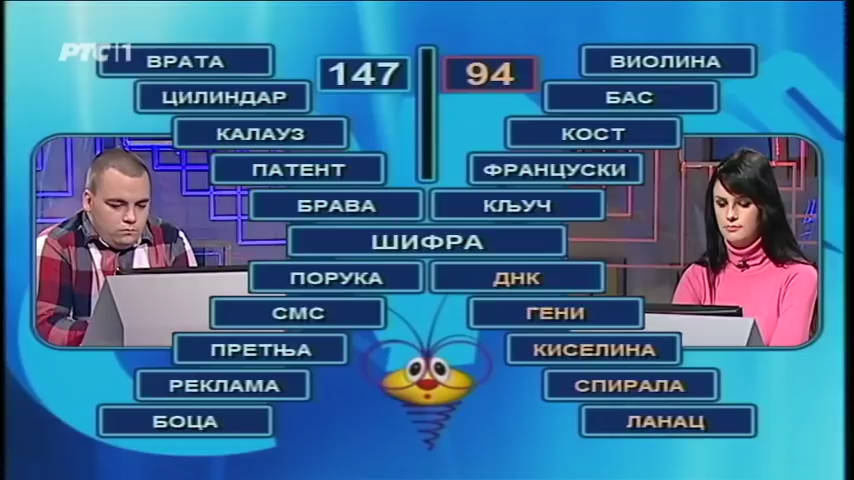 РТС 1
ВРАТА
ЦИЛИНДАР
КАЛАУЗ
ПАТЕНТ
БРАВА
147
94
ВИОЛИНА
БАС
КОСТ
ФРАНЦУСКИ
КЉУЧ
ШИФРА
ПОРУКА
СМС
ПРЕТЊА
РЕКЛАМА
БОЦА
ДНК
ГЕНИ
КИСЕЛИНА
СПИРАЛА
ЛАНАЦ